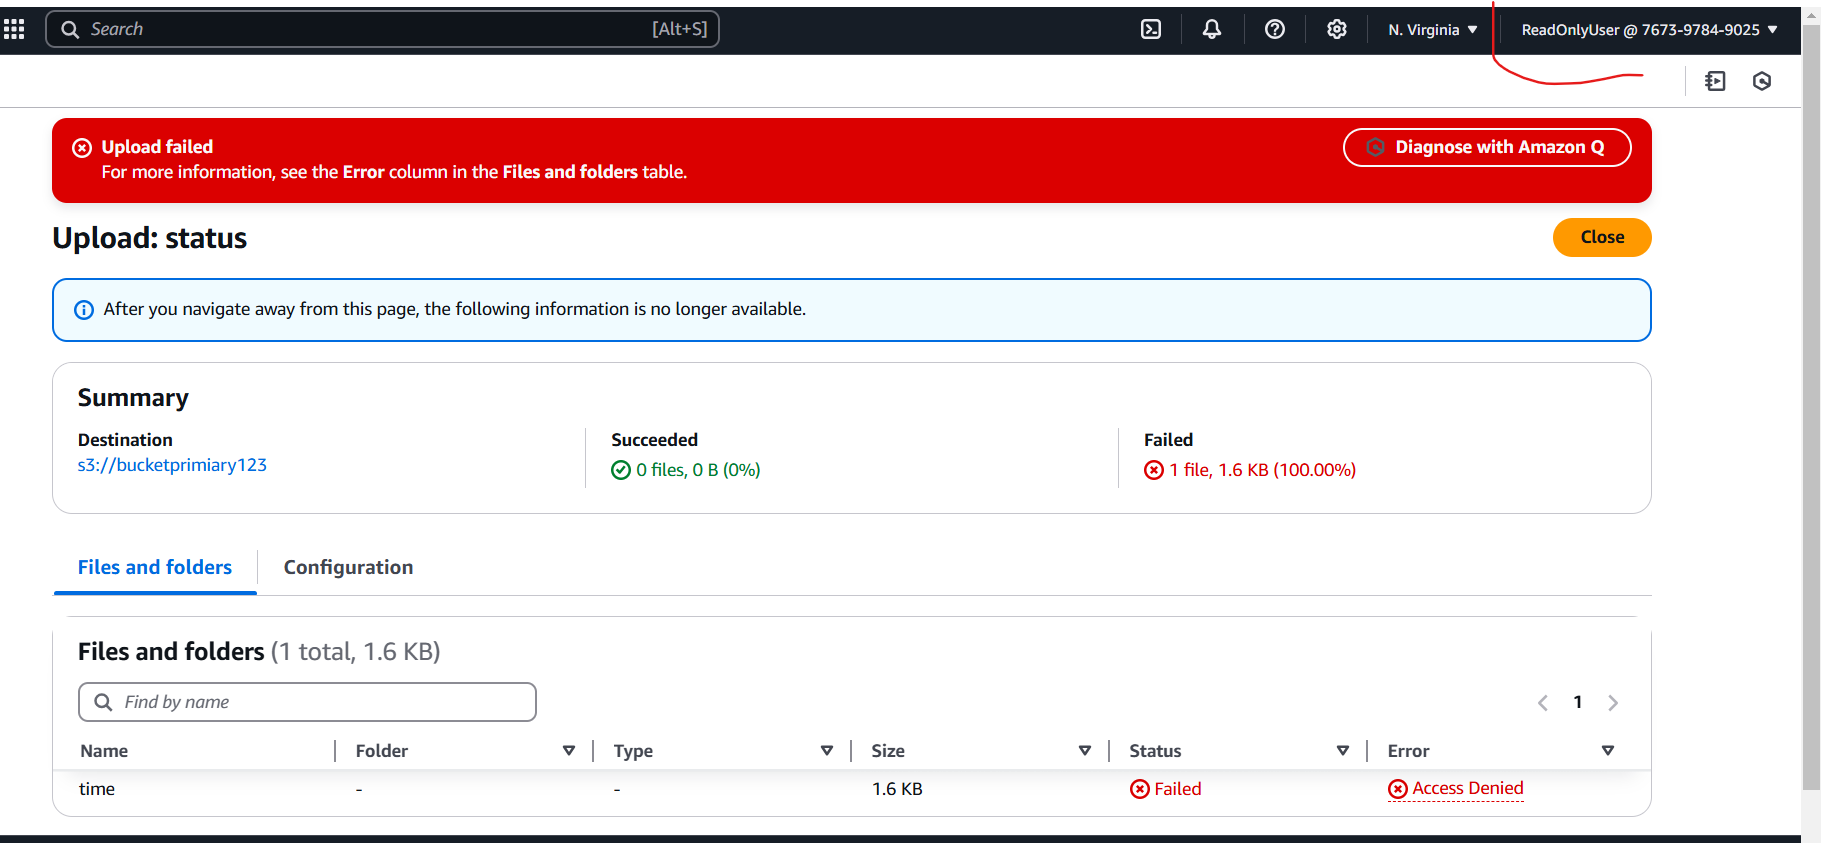 Search [Alt+S] N. Virginia ReadOnlyUser @ 7673-9784-9025
Upload failed
Diagnose with Amazon Q
For more information, see the Error column in the Files and folders table.
Upload: status
Close
After you navigate away from this page, the following information is no longer available.
Summary
Destination Succeeded Failed
s3://bucketprimiary123 0 files, 0 B (0%) 1 file, 1.6 KB (100.00%)
Files and folders Configuration
Files and folders (1 total, 1.6 KB)
Find by name 1
Name Folder Type Size Status Error
time - - 1.6 KB Failed Access Denied